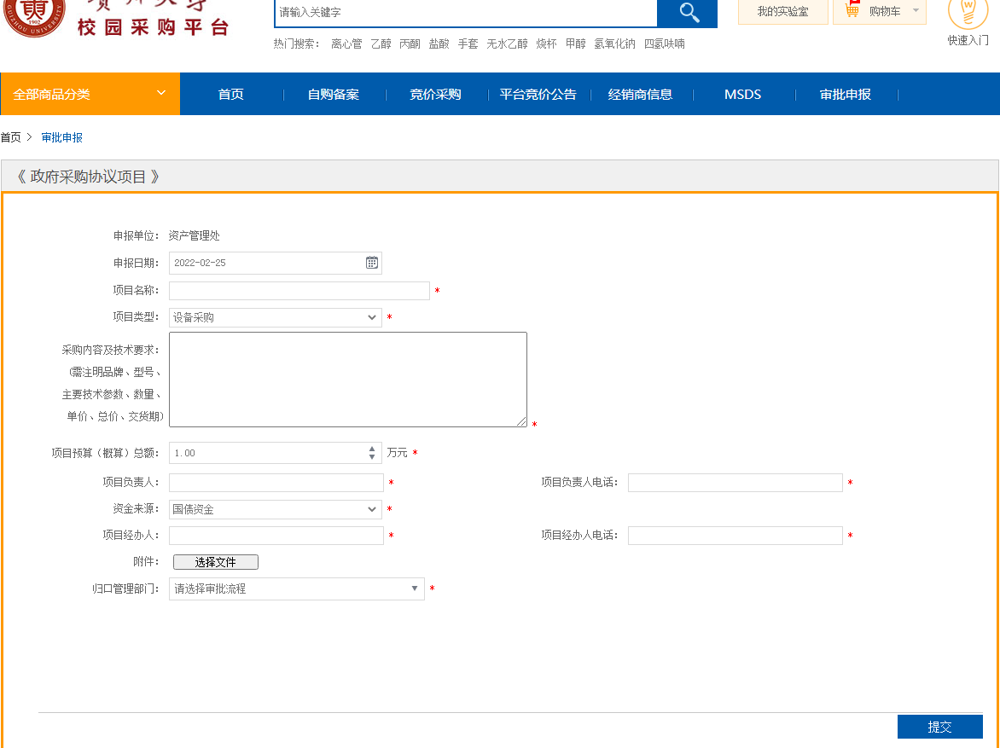 1902
GUIZHOU UNIVERSITY
校园采购平台
请输入关键字
我的实验室
购物车
W
快速入门
热门搜索： 离心管 乙醇 丙酮 盐酸 手套 无水乙醇 烧杯 甲醇 氢氧化钠 四氢呋喃
全部商品分类 首页 自购备案 竞价采购 平台竞价公告 经销商信息 MSDS 审批申报
首页 > 审批申报
《 政府采购协议项目 》
申报单位： 资产管理处
申报日期： 2022-02-25
项目名称： *
项目类型： 设备采购 *
采购内容及技术要求：
（需注明品牌、型号、
主要技术参数、数量、
单价、总价、交货期） *
项目预算（概算）总额： 1.00 万元 *
项目负责人： * 项目负责人电话： *
资金来源： 国债资金 *
项目经办人： * 项目经办人电话： *
附件： 选择文件
归口管理部门： 请选择审批流程 *
提交